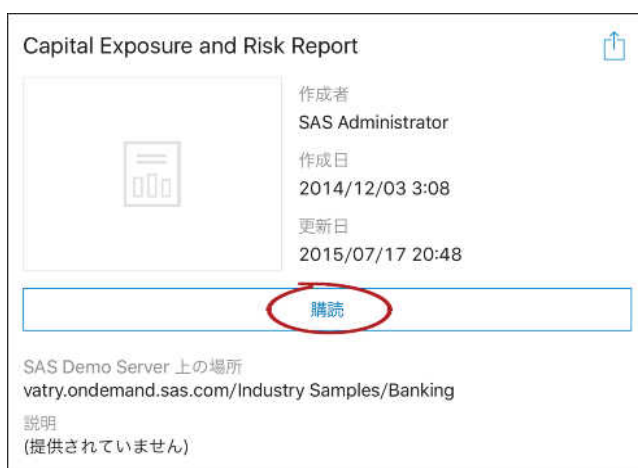 Capital Exposure and Risk Report
作成者
SAS Administrator
作成日
2014/12/03 3:08
更新日
2015/07/17 20:48
購読
SAS Demo Server 上の場所
vatry.ondemand.sas.com/Industry Samples/Banking
説明
(提供されていません)